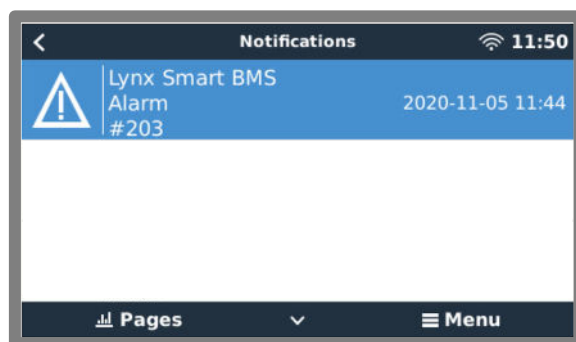 Notifications
11:50
Lynx Smart BMS
Alarm
2020-11-05 11:44
#203
Pages
Menu